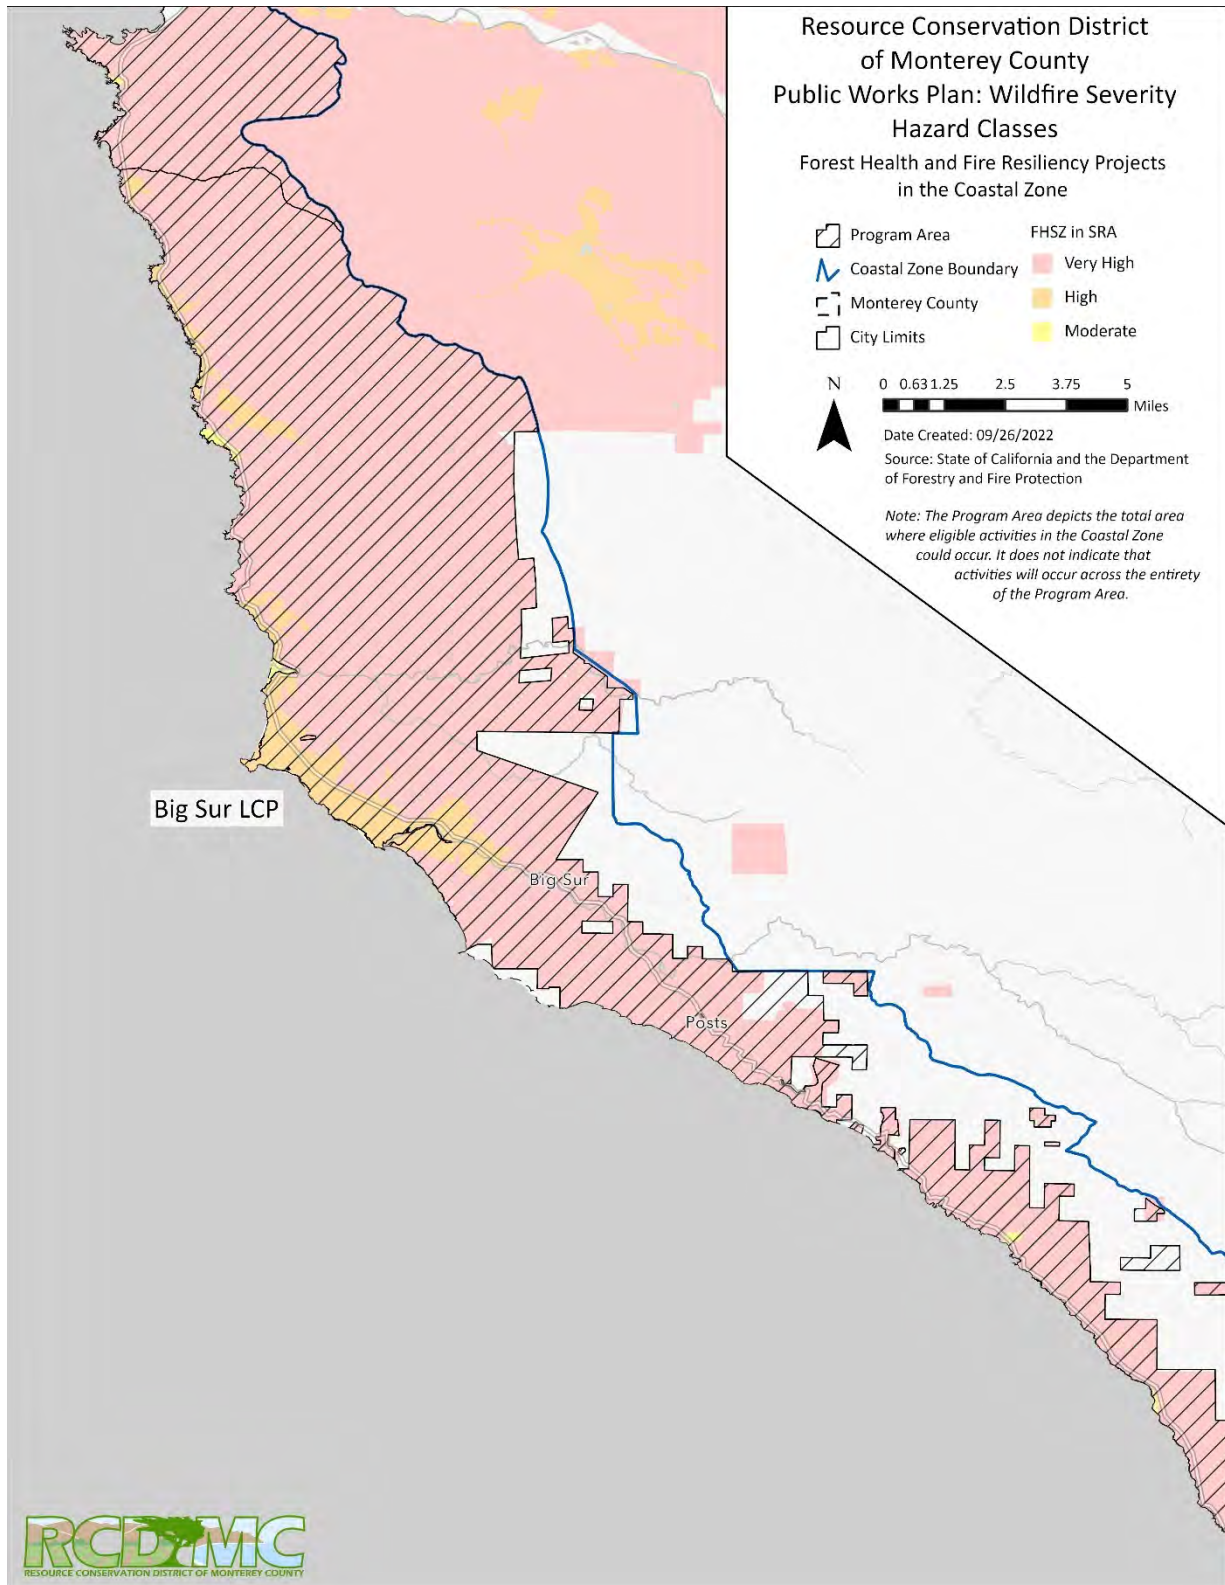 Resource Conservation District
of Monterey County
Public Works Plan: Wildfire Severity
Hazard Classes
Forest Health and Fire Resiliency Projects
in the Coastal Zone
Program Area
Coastal Zone Boundary
Monterey County
City Limits
FHSZ in SRA
Very High
High
Moderate
N
0 0.63 1.25 2.5 3.75 5
Miles
Date Created: 09/26/2022
Source: State of California and the Department
of Forestry and Fire Protection
Note: The Program Area depicts the total area
where eligible activities in the Coastal Zone
could occur. It does not indicate that
activities will occur across the entirety
of the Program Area.
Big Sur LCP
Big Sur
Posts
RCD MC
RESOURCE CONSERVATION DISTRICT OF MONTEREY COUNTY